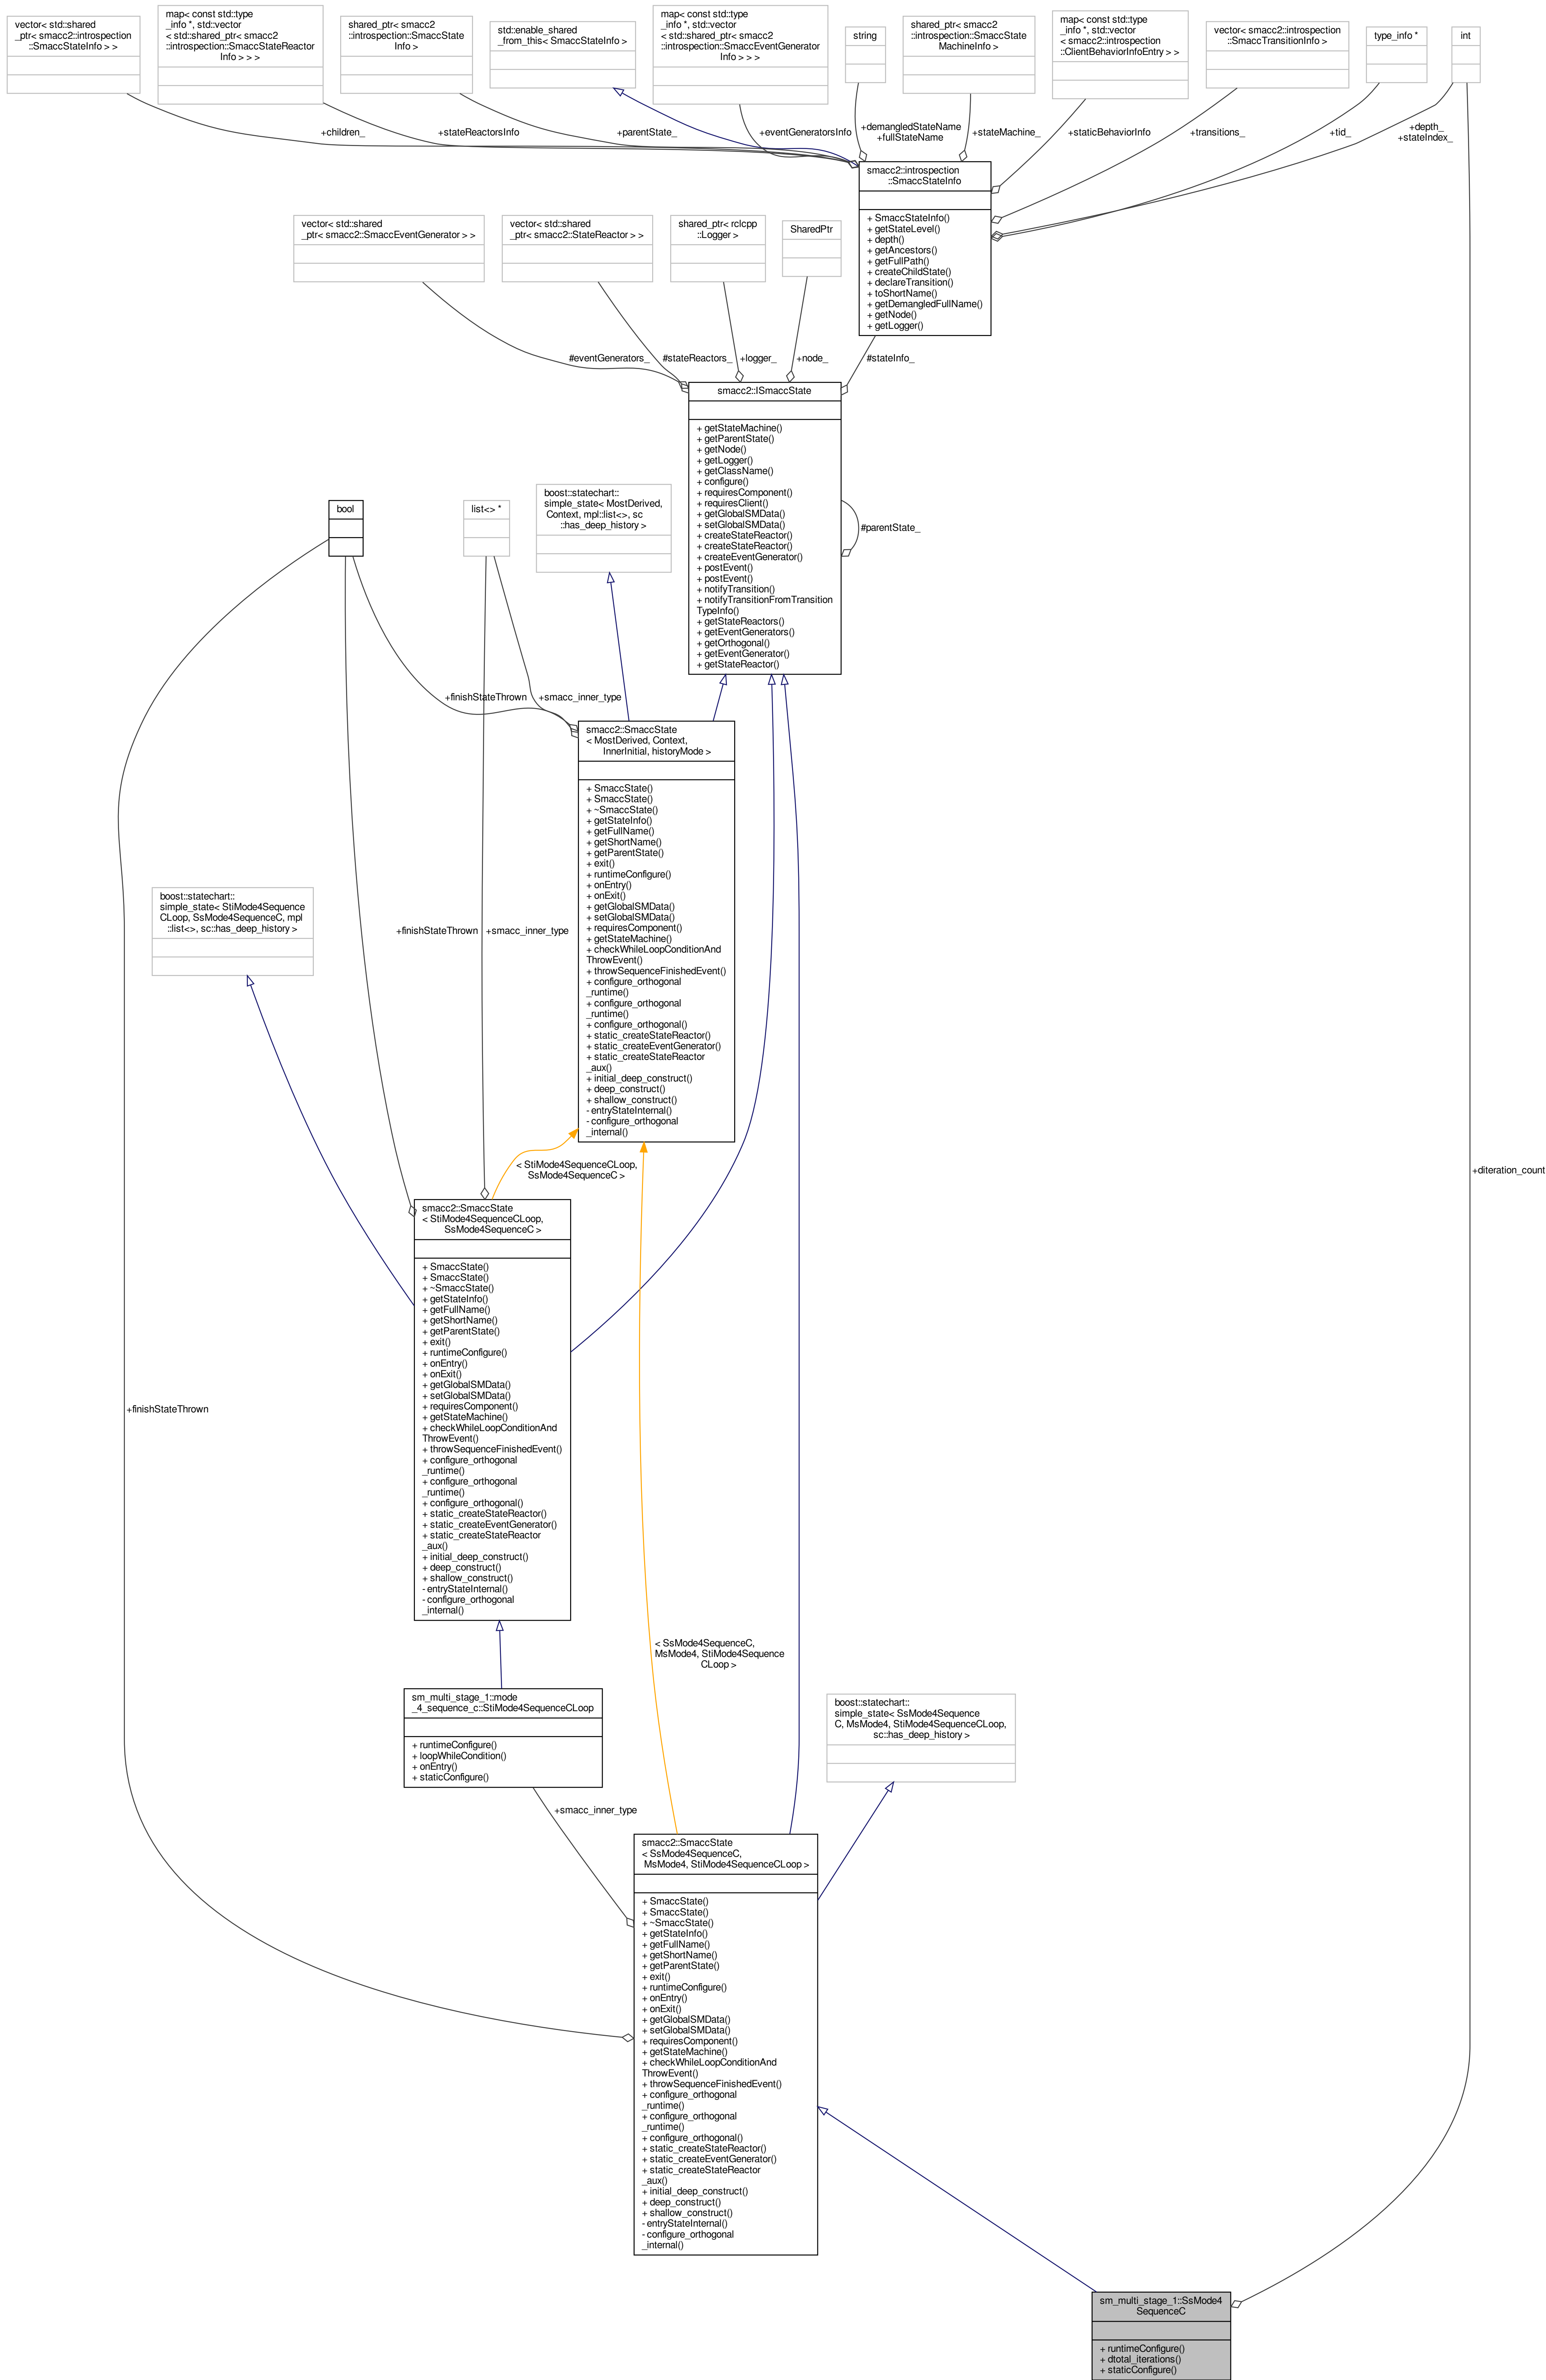 vector< std::shared
_ptr< smacc2::introspection
::SmaccStateInfo > >
map< const std::type
_info *, std::vector
< std::shared_ptr< smacc2
::introspection::SmaccStateReactor
Info > > >
shared_ptr< smacc2
::introspection::SmaccState
Info >
std::enable_shared
_from_this< SmaccStateInfo >
map< const std::type
_info *, std::vector
< std::shared_ptr< smacc2
::introspection::SmaccEventGenerator
Info > > >
string
shared_ptr< smacc2
::introspection::SmaccState
MachineInfo >
map< const std::type
_info *, std::vector
< smacc2::introspection
::ClientBehaviorInfoEntry > >
vector< smacc2::introspection
::SmaccTransitionInfo >
type_info *
int
+children_
+stateReactorsInfo
+parentState_
+eventGeneratorsInfo
+demangledStateName
+fullStateName
+stateMachine_
+staticBehaviorInfo
+transitions_
+tid_
+depth_
+stateIndex_
smacc2::introspection
::SmaccStateInfo
+ SmaccStateInfo()
+ getStateLevel()
+ depth()
+ getAncestors()
+ getFullPath()
+ createChildState()
+ declareTransition()
+ toShortName()
+ getDemangledFullName()
+ getNode()
+ getLogger()
vector< std::shared
_ptr< smacc2::SmaccEventGenerator > >
vector< std::shared
_ptr< smacc2::StateReactor > >
shared_ptr< rclcpp
::Logger >
SharedPtr
#eventGenerators_
#stateReactors_
+logger_
+node_
#stateInfo_
smacc2::ISmaccState
+ getStateMachine()
+ getParentState()
+ getNode()
+ getLogger()
+ getClassName()
+ configure()
+ requiresComponent()
+ requiresClient()
+ getGlobalSMData()
+ setGlobalSMData()
+ createStateReactor()
+ createStateReactor()
+ createEventGenerator()
+ postEvent()
+ postEvent()
+ notifyTransition()
+ notifyTransitionFromTransition
TypeInfo()
+ getStateReactors()
+ getEventGenerators()
+ getOrthogonal()
+ getEventGenerator()
+ getStateReactor()
#parentState_
bool
list<> *
boost::statechart::
simple_state< MostDerived,
Context, mpl::list<>, sc
::has_deep_history >
+finishStateThrown
+smacc_inner_type
smacc2::SmaccState
< MostDerived, Context,
InnerInitial, historyMode >
+ SmaccState()
+ SmaccState()
+ ~SmaccState()
+ getStateInfo()
+ getFullName()
+ getShortName()
+ getParentState()
+ exit()
+ runtimeConfigure()
+ onEntry()
+ onExit()
+ getGlobalSMData()
+ setGlobalSMData()
+ requiresComponent()
+ getStateMachine()
+ checkWhileLoopConditionAnd
ThrowEvent()
+ throwSequenceFinishedEvent()
+ configure_orthogonal
_runtime()
+ configure_orthogonal
_runtime()
+ configure_orthogonal()
+ static_createStateReactor()
+ static_createEventGenerator()
+ static_createStateReactor
_aux()
+ initial_deep_construct()
+ deep_construct()
+ shallow_construct()
- entryStateInternal()
- configure_orthogonal
_internal()
boost::statechart::
simple_state< StiMode4Sequence
CLoop, SsMode4SequenceC, mpl
::list<>, sc::has_deep_history >
+finishStateThrown
+smacc_inner_type
+diteration_count
< StiMode4SequenceCLoop,
SsMode4SequenceC >
smacc2::SmaccState
< StiMode4SequenceCLoop,
SsMode4SequenceC >
+ SmaccState()
+ SmaccState()
+ ~SmaccState()
+ getStateInfo()
+ getFullName()
+ getShortName()
+ getParentState()
+ exit()
+ runtimeConfigure()
+ onEntry()
+ onExit()
+ getGlobalSMData()
+ setGlobalSMData()
+ requiresComponent()
+ getStateMachine()
+ checkWhileLoopConditionAnd
ThrowEvent()
+ throwSequenceFinishedEvent()
+ configure_orthogonal
_runtime()
+ configure_orthogonal
_runtime()
+ configure_orthogonal()
+ static_createStateReactor()
+ static_createEventGenerator()
+ static_createStateReactor
_aux()
+ initial_deep_construct()
+ deep_construct()
+ shallow_construct()
- entryStateInternal()
- configure_orthogonal
_internal()
+finishStateThrown
< SsMode4SequenceC,
MsMode4, StiMode4Sequence
CLoop >
sm_multi_stage_1::mode
_4_sequence_c::StiMode4SequenceCLoop
+ runtimeConfigure()
+ loopWhileCondition()
+ onEntry()
+ staticConfigure()
boost::statechart::
simple_state< SsMode4Sequence
C, MsMode4, StiMode4SequenceCLoop,
sc::has_deep_history >
+smacc_inner_type
smacc2::SmaccState
< SsMode4SequenceC,
MsMode4, StiMode4SequenceCLoop >
+ SmaccState()
+ SmaccState()
+ ~SmaccState()
+ getStateInfo()
+ getFullName()
+ getShortName()
+ getParentState()
+ exit()
+ runtimeConfigure()
+ onEntry()
+ onExit()
+ getGlobalSMData()
+ setGlobalSMData()
+ requiresComponent()
+ getStateMachine()
+ checkWhileLoopConditionAnd
ThrowEvent()
+ throwSequenceFinishedEvent()
+ configure_orthogonal
_runtime()
+ configure_orthogonal
_runtime()
+ configure_orthogonal()
+ static_createStateReactor()
+ static_createEventGenerator()
+ static_createStateReactor
_aux()
+ initial_deep_construct()
+ deep_construct()
+ shallow_construct()
- entryStateInternal()
- configure_orthogonal
_internal()
sm_multi_stage_1::SsMode4
SequenceC
+ runtimeConfigure()
+ dtotal_iterations()
+ staticConfigure()